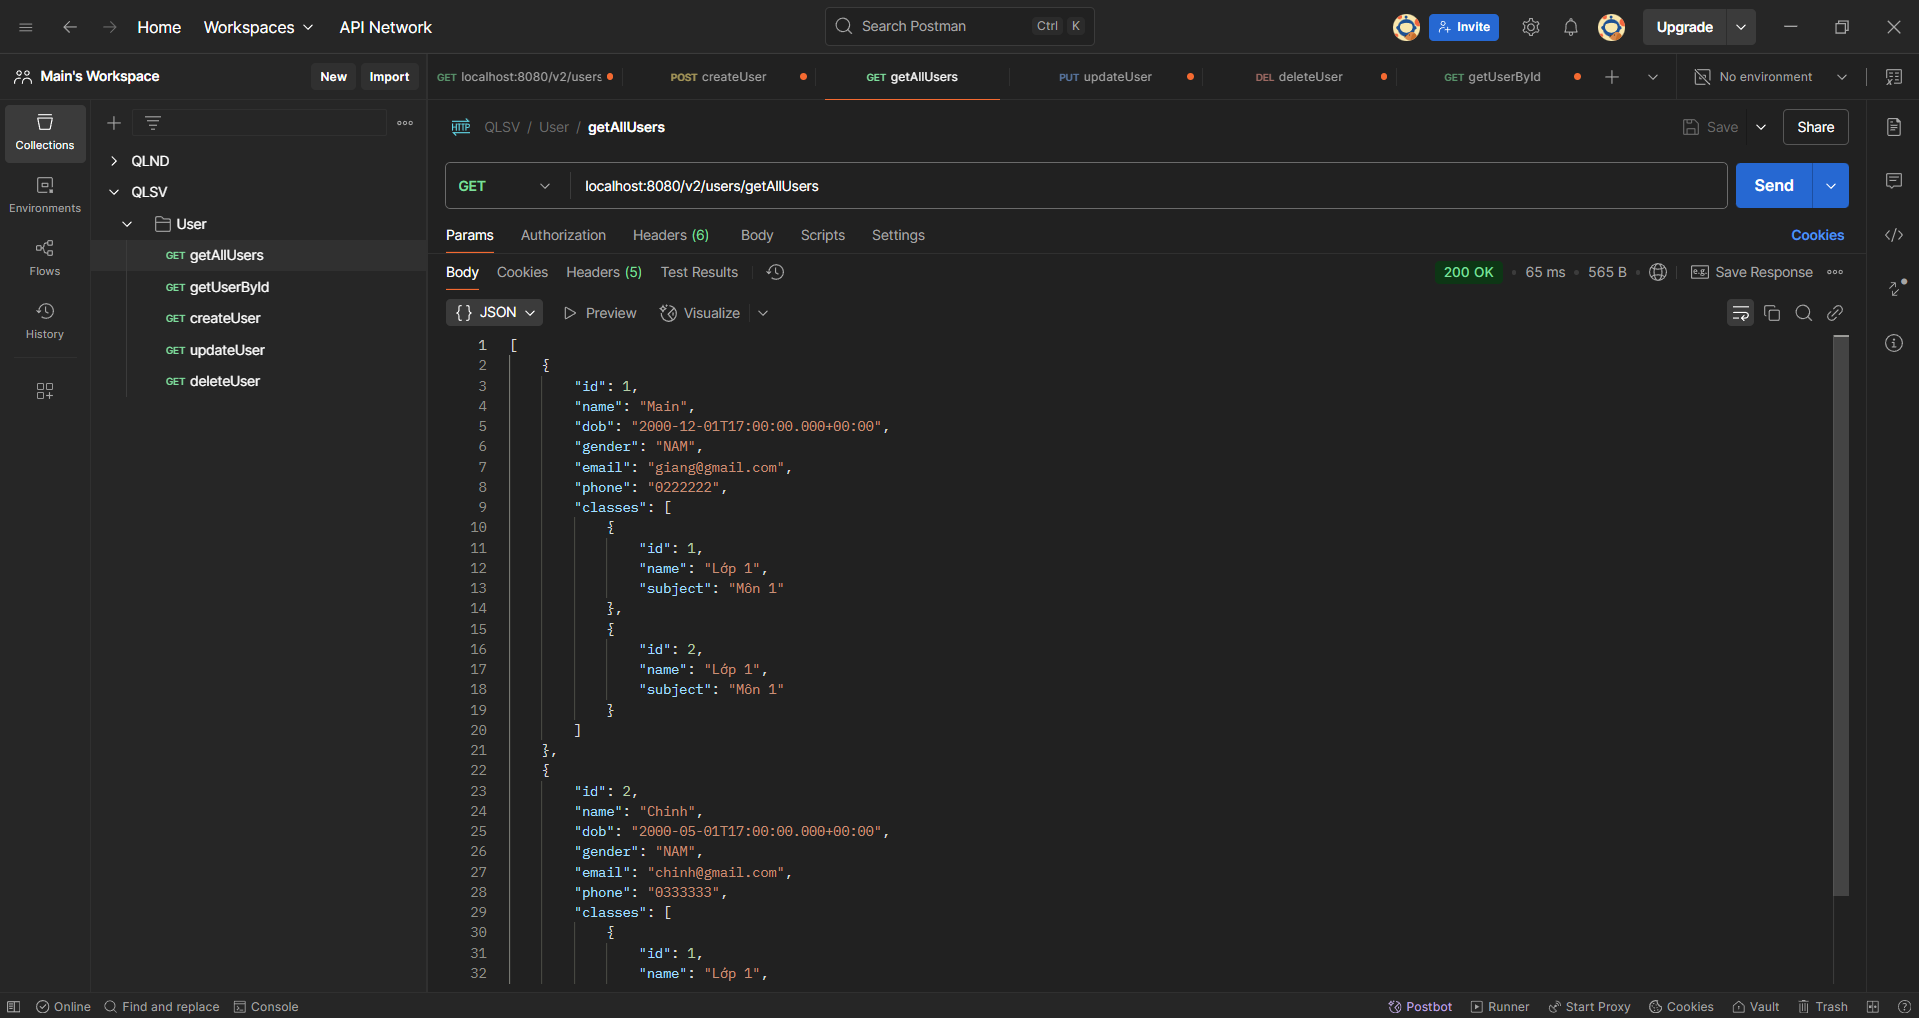 Home Workspaces API Network Search Postman Ctrl K Invite Upgrade
Main's Workspace New Import GET localhost:8080/v2/users POST createUser GET getAllUsers PUT updateUser DEL deleteUser GET getUserById No environment
Collections
Environments
Flows
History
QLND
QLSV
User
GET getAllUsers
GET getUserById
GET createUser
GET updateUser
GET deleteUser
HTTP QLSV / User / getAllUsers Save Share
GET localhost:8080/v2/users/getAllUsers Send
Params Authorization Headers (6) Body Scripts Settings Cookies
Body Cookies Headers (5) Test Results 200 OK 65 ms 565 B e.g. Save Response
{} JSON Preview Visualize
1 [
2 {
3 "id": 1,
4 "name": "Main",
5 "dob": "2000-12-01T17:00:00.000+00:00",
6 "gender": "NAM",
7 "email": "giang@gmail.com",
8 "phone": "0222222",
9 "classes": [
10 {
11 "id": 1,
12 "name": "Lớp 1",
13 "subject": "Môn 1"
14 },
15 {
16 "id": 2,
17 "name": "Lớp 1",
18 "subject": "Môn 1"
19 }
20 ]
21 },
22 {
23 "id": 2,
24 "name": "Chinh",
25 "dob": "2000-05-01T17:00:00.000+00:00",
26 "gender": "NAM",
27 "email": "chinh@gmail.com",
28 "phone": "0333333",
29 "classes": [
30 {
31 "id": 1,
32 "name": "Lớp 1",
Online Find and replace Console Postbot Runner Start Proxy Cookies Vault Trash